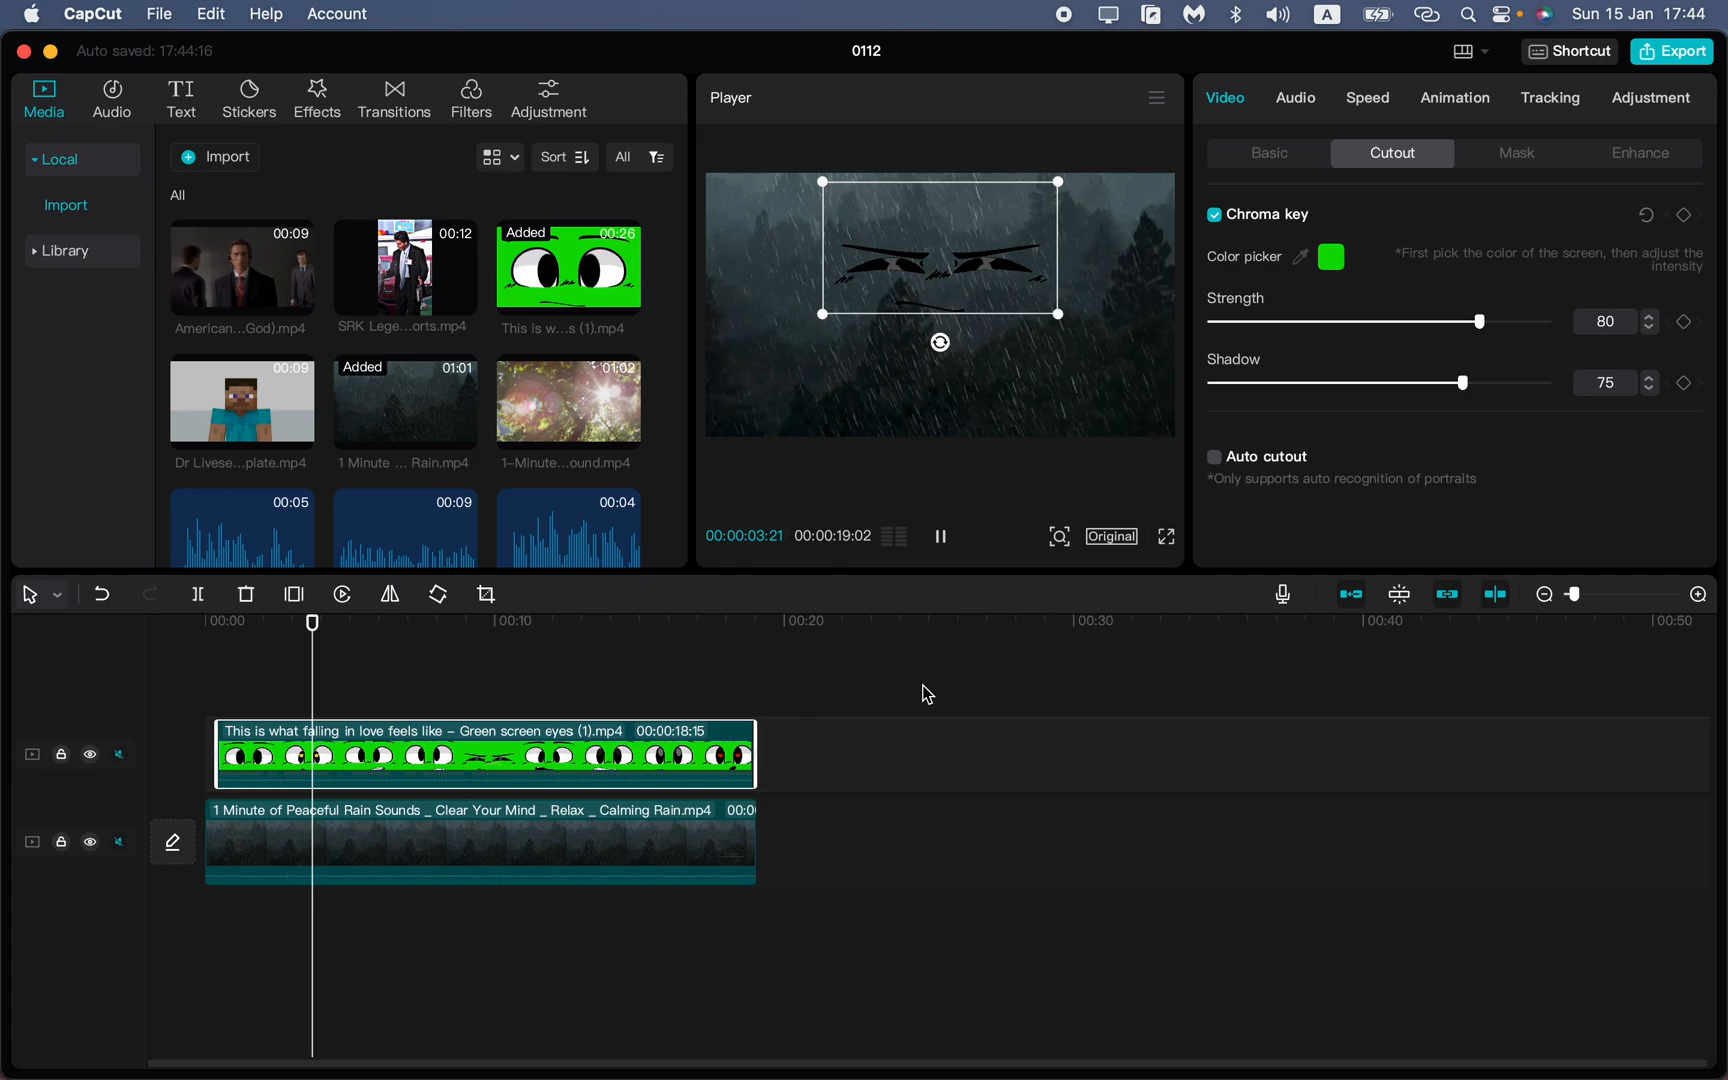 CapCut File Edit Help Account
A Sun 15 Jan 17:44
Auto saved: 17:44:16
0112
Shortcut Export
Media Audio Text Stickers Effects Transitions Filters Adjustment
Local
Import
Library
Import Sort All
All
00:09
American...God).mp4
00:12
SRK Lege...orts.mp4
Added 00:26
This is w...s (1).mp4
00:09
Dr Livese...plate.mp4
Added 01:01
1 Minute ... Rain.mp4
01:02
1-Minute...ound.mp4
00:05
00:09
00:04
Player
00:00:03:21 00:00:19:02
Original
Video Audio Speed Animation Tracking Adjustment
Basic Cutout Mask Enhance
Chroma key
Color picker
*First pick the color of the screen, then adjust the
intensity
Strength
80
Shadow
75
Auto cutout
*Only supports auto recognition of portraits
00:00 00:10 00:20 00:30 00:40 00:50
This is what falling in love feels like – Green screen eyes (1).mp4 00:00:18:15
1 Minute of Peaceful Rain Sounds _ Clear Your Mind _ Relax _ Calming Rain.mp4 00:0